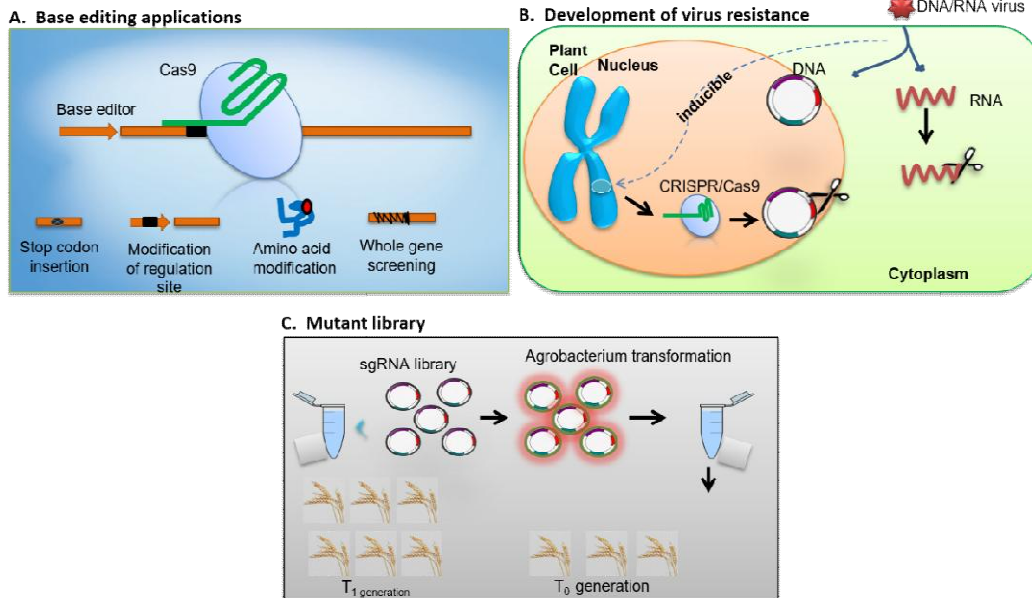 A. Base editing applications
Cas9
Base editor
Stop codon
insertion
Modification
of regulation
site
Amino acid
modification
Whole gene
screening
B. Development of virus resistance
DNA/RNA virus
Plant
Cell
Nucleus
inducible
DNA
RNA
CRISPR/Cas9
Cytoplasm
C. Mutant library
sgRNA library
Agrobacterium transformation
T1 generation
T0 generation